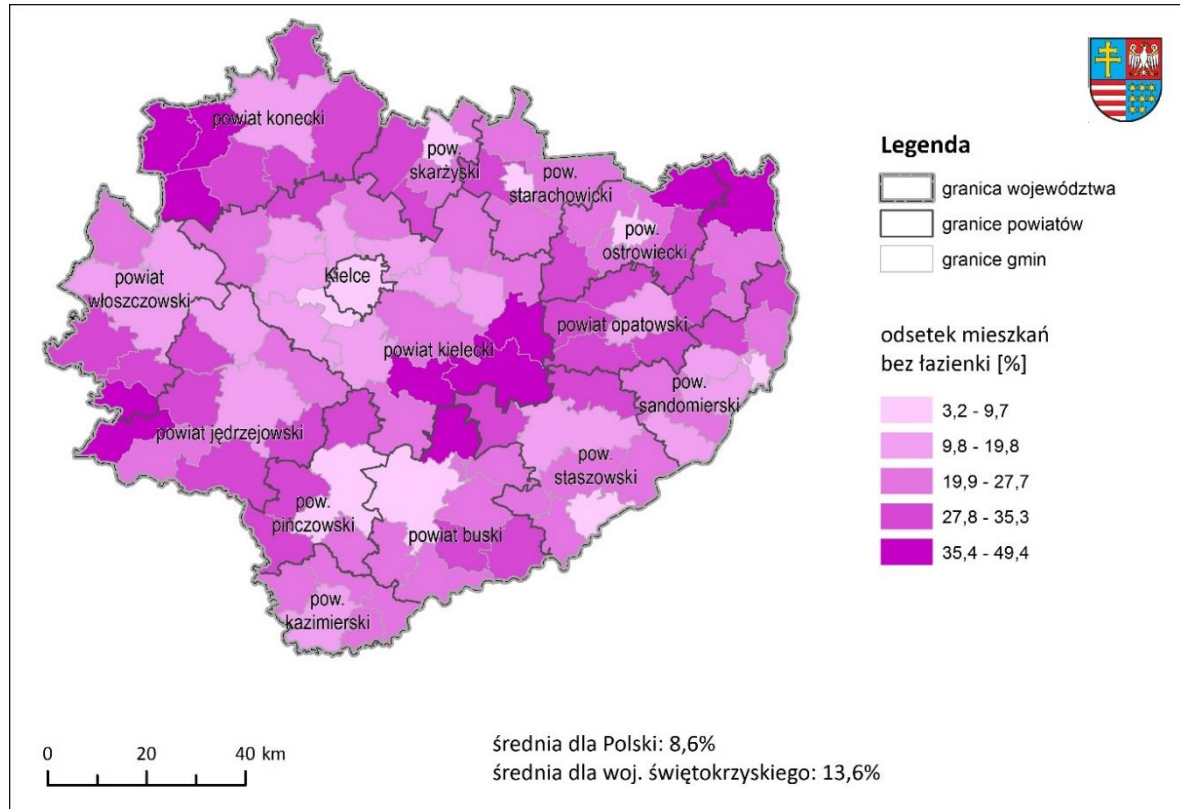 powiat konecki
pow.
skarżyski
pow.
starachowicki
pow.
ostrowiecki
Kielce
powiat
włoszczowski
powiat opatowski
powiat kielecki
pow.
sandomierski
powiat jędrzejowski
pow.
staszowski
pow.
pińczowski
powiat buski
pow.
kazimierski
Legenda
granica województwa
granice powiatów
granice gmin
odsetek mieszkań
bez łazienki [%]
3,2 - 9,7
9,8 - 19,8
19,9 - 27,7
27,8 - 35,3
35,4 - 49,4
0 20 40 km
średnia dla Polski: 8,6%
średnia dla woj. świętokrzyskiego: 13,6%